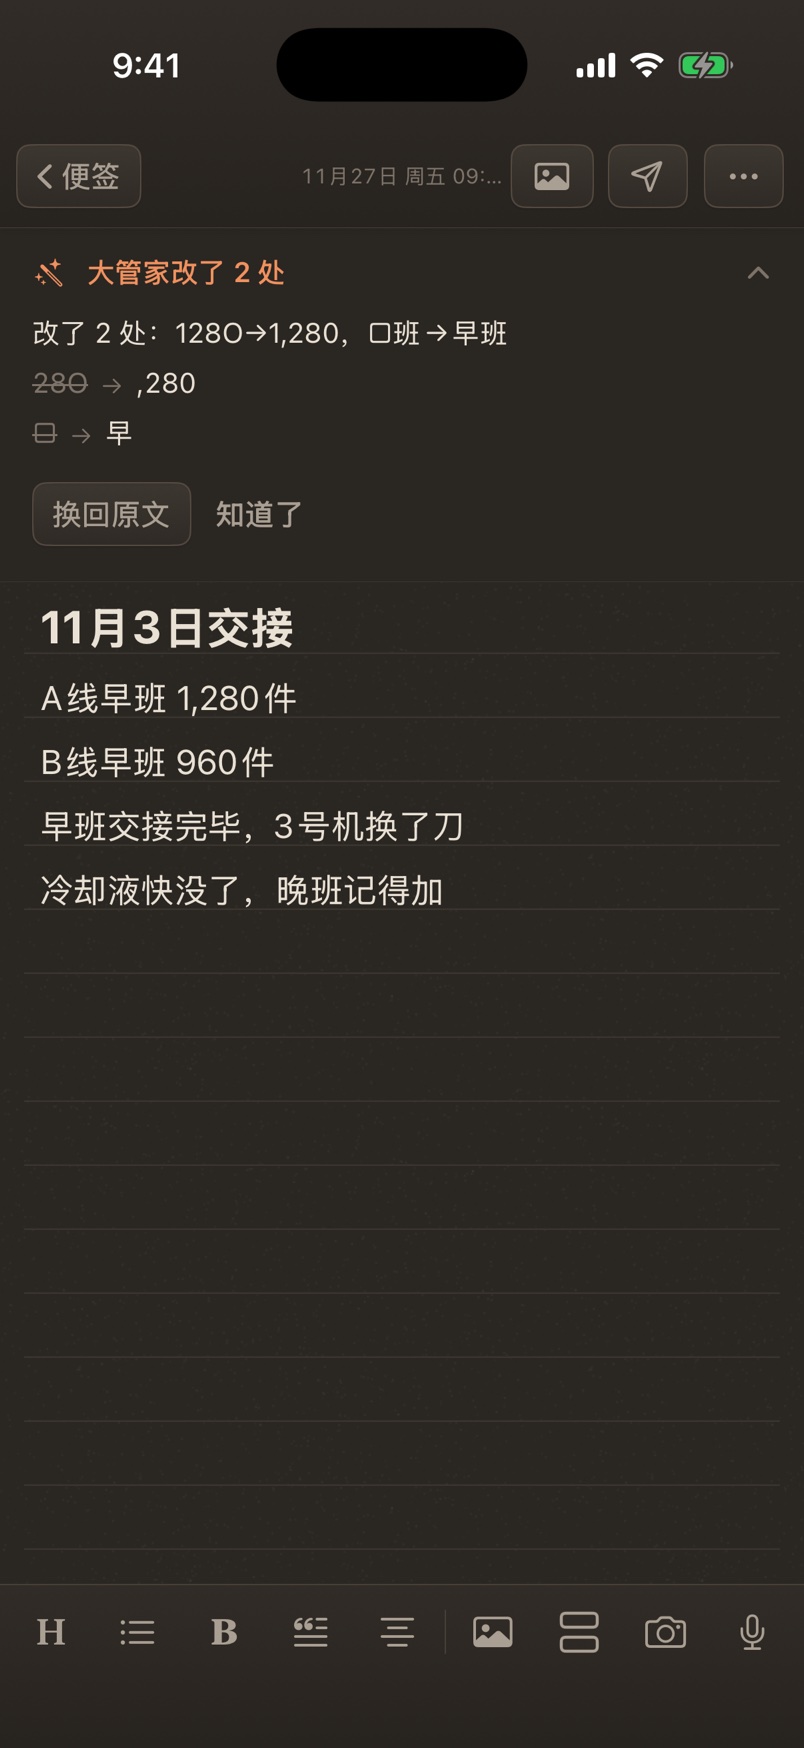 9:41
便签
11月27日 周五 09:...
大管家改了 2 处
改了 2 处：128O→1,280，口班→早班
28O → ,280
口 → 早
换回原文 知道了
11月3日交接
A线早班 1,280件
B线早班 960件
早班交接完毕，3号机换了刀
冷却液快没了，晚班记得加
H B